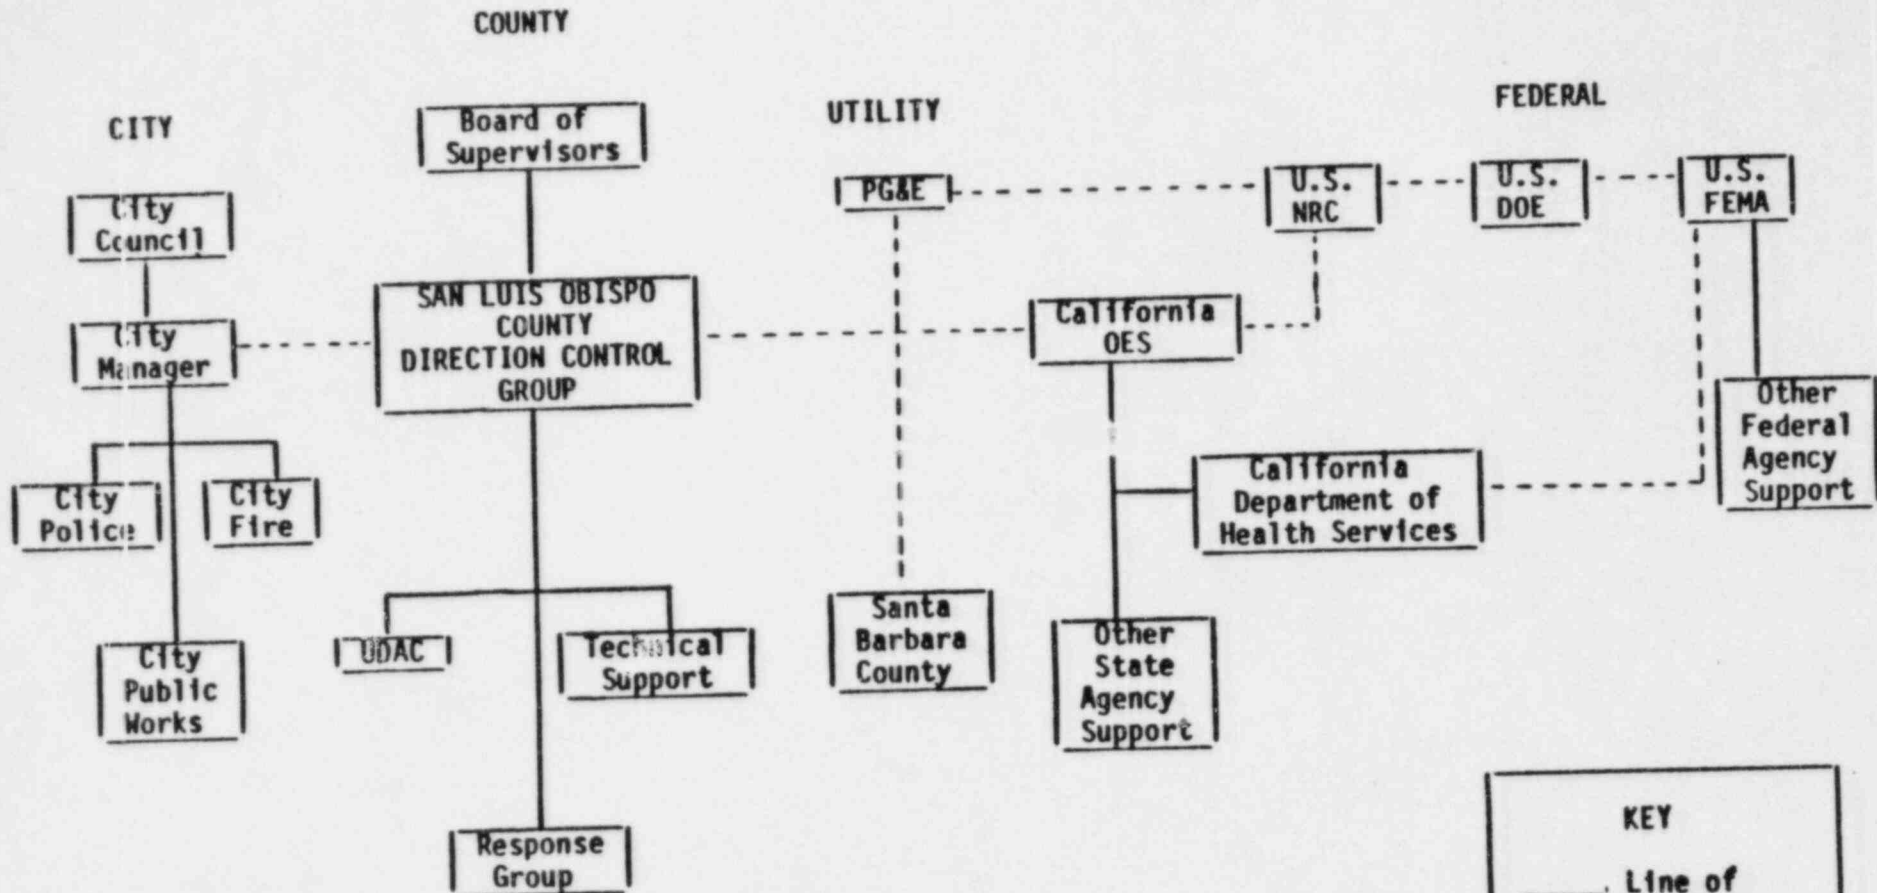 COUNTY
CITY
UTILITY
FEDERAL
Board of
Supervisors
City
Council
PG&E
U.S.
NRC
U.S.
DOE
U.S.
FEMA
City
Manager
SAN LUIS OBISPO
COUNTY
DIRECTION CONTROL
GROUP
California
OES
Other
Federal
Agency
Support
City
Police
City
Fire
California
Department of
Health Services
City
Public
Works
UDAC
Technical
Support
Santa
Barbara
County
Other
State
Agency
Support
Response
Group
KEY
Line of